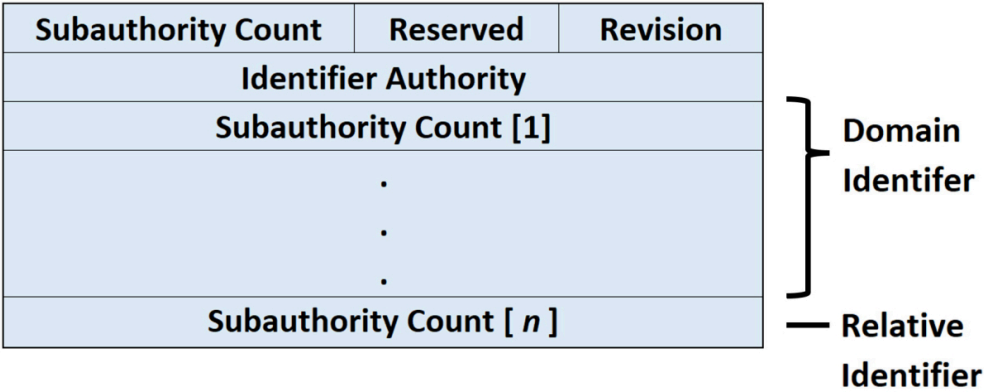 Subauthority Count Reserved Revision
Identifier Authority
Subauthority Count [1]
.
.
.
Subauthority Count [ n ]
Domain
Identifer
Relative
Identifier